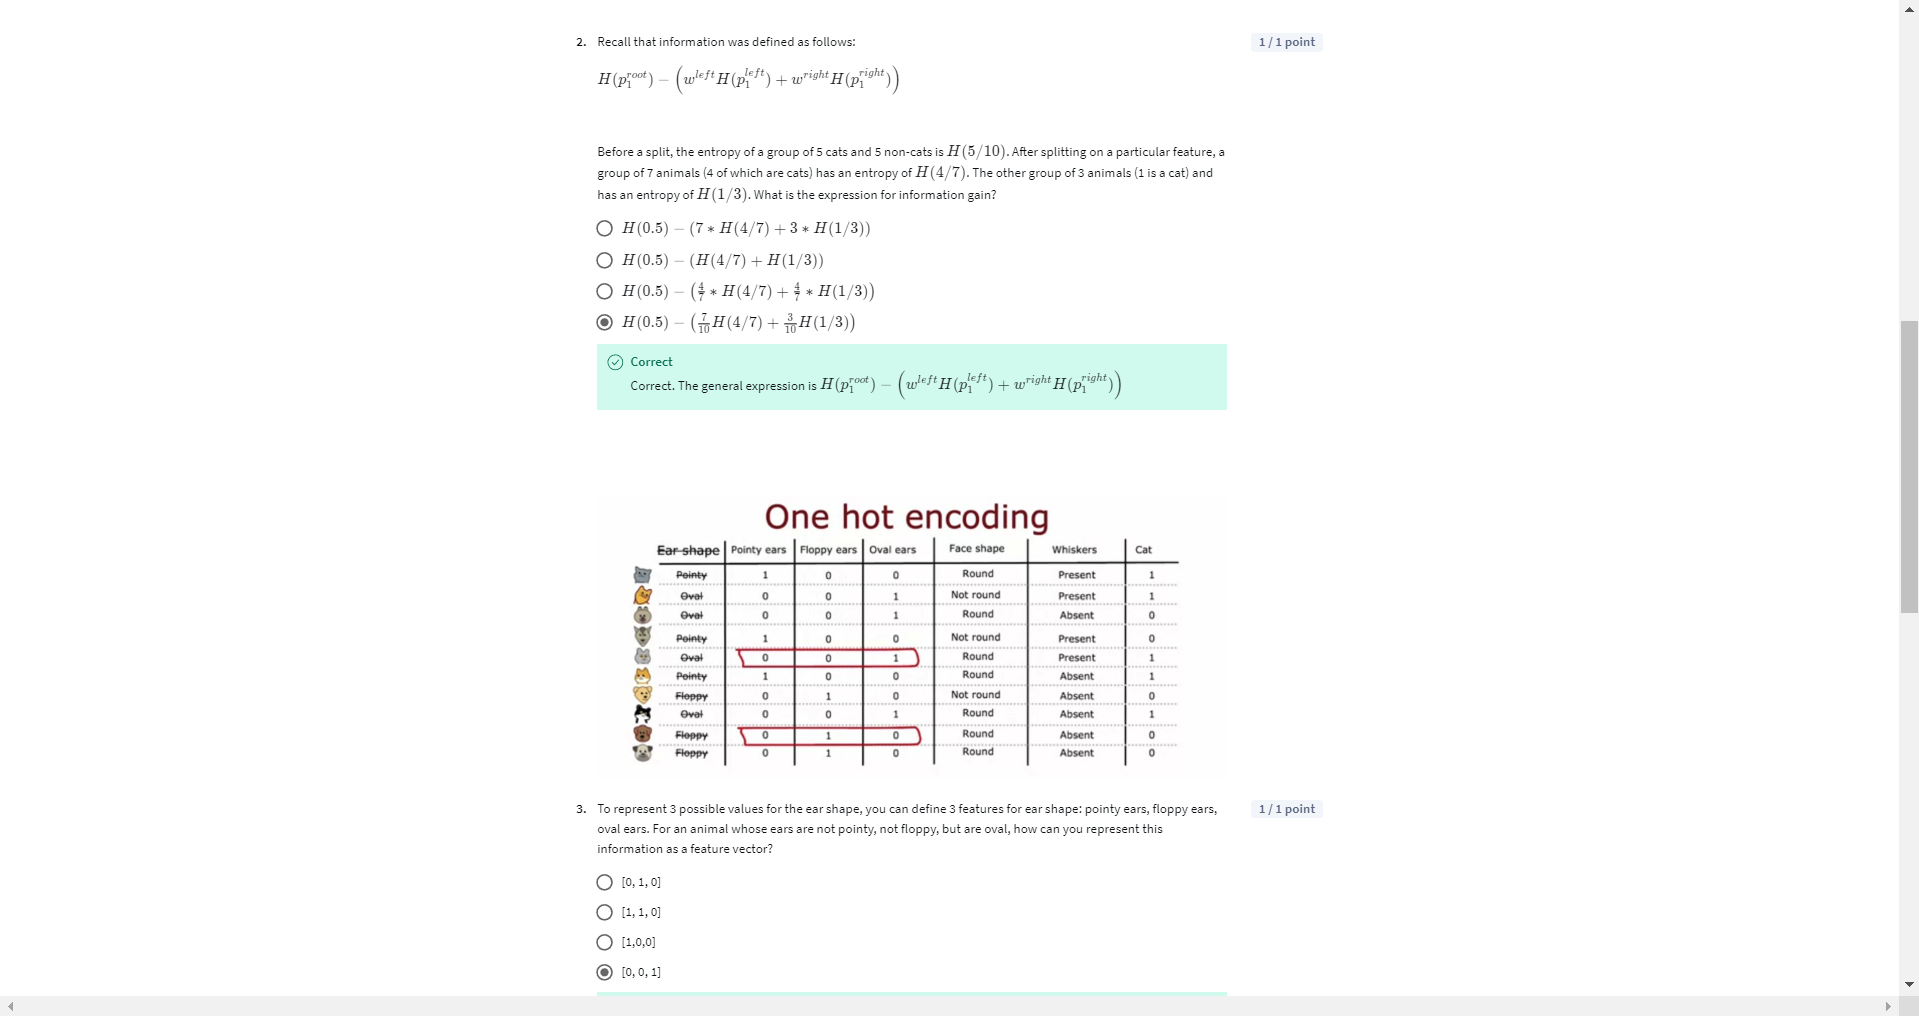 2. Recall that information was defined as follows: 1 / 1 point
H(p₁^root) − (w^left H(p₁^left) + w^right H(p₁^right))
Before a split, the entropy of a group of 5 cats and 5 non-cats is H(5/10). After splitting on a particular feature, a
group of 7 animals (4 of which are cats) has an entropy of H(4/7). The other group of 3 animals (1 is a cat) and
has an entropy of H(1/3). What is the expression for information gain?
H(0.5) − (7 ∗ H(4/7) + 3 ∗ H(1/3))
H(0.5) − (H(4/7) + H(1/3))
H(0.5) − (4/7 ∗ H(4/7) + 4/7 ∗ H(1/3))
H(0.5) − (7/10 H(4/7) + 3/10 H(1/3))
Correct
Correct. The general expression is H(p₁^root) − (w^left H(p₁^left) + w^right H(p₁^right))
One hot encoding
Ear shape Pointy ears Floppy ears Oval ears Face shape Whiskers Cat
Pointy 1 0 0 Round Present 1
Oval 0 0 1 Not round Present 1
Oval 0 0 1 Round Absent 0
Pointy 1 0 0 Not round Present 0
Oval 0 0 1 Round Present 1
Pointy 1 0 0 Round Absent 1
Floppy 0 1 0 Not round Absent 0
Oval 0 0 1 Round Absent 1
Floppy 0 1 0 Round Absent 0
Floppy 0 1 0 Round Absent 0
3. To represent 3 possible values for the ear shape, you can define 3 features for ear shape: pointy ears, floppy ears, 1 / 1 point
oval ears. For an animal whose ears are not pointy, not floppy, but are oval, how can you represent this
information as a feature vector?
[0, 1, 0]
[1, 1, 0]
[1,0,0]
[0, 0, 1]